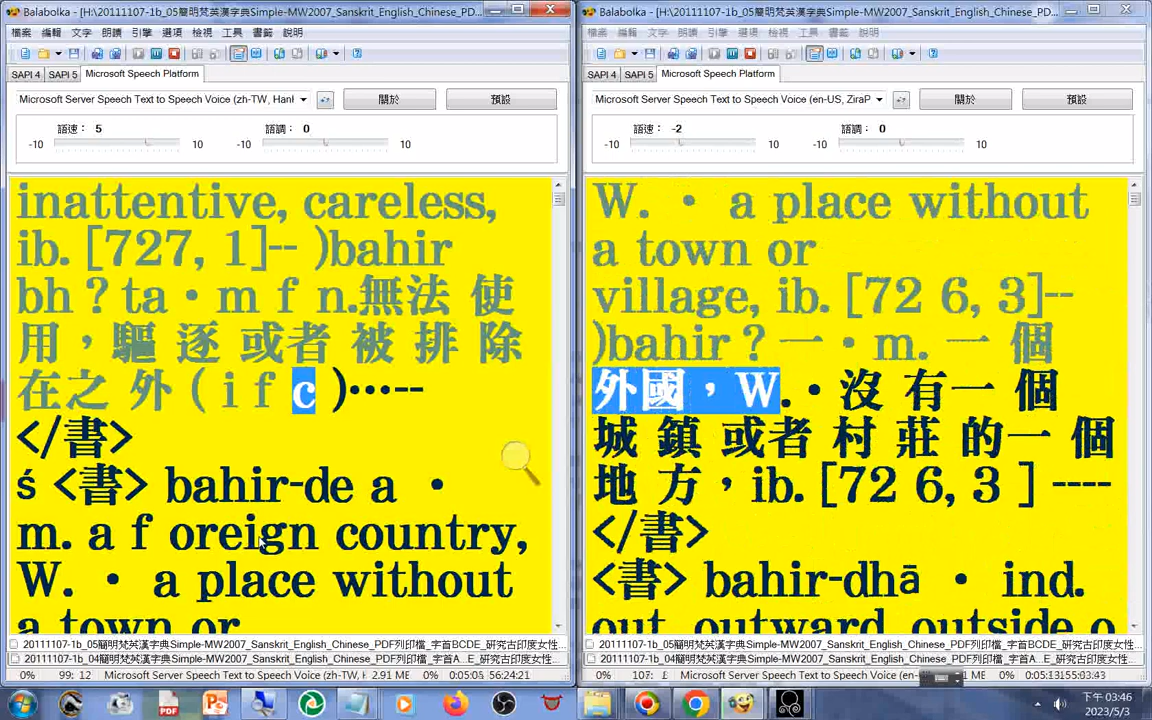 Balabolka - [H:\20111107-1b_05簡明梵英漢字典Simple-MW2007_Sanskrit_English_Chinese_PD...
檔案 編輯 文字 朗讀 引擎 選項 檢視 工具 書籤 說明
SAPI 4 SAPI 5 Microsoft Speech Platform
Microsoft Server Speech Text to Speech Voice (zh-TW, Hanl 關於 預設
語速： 5 語調： 0
-10 10 -10 10
inattentive, careless,
ib. [727, 1]-- )bahir
bh ? ta • m f n.無法 使
用，驅 逐 或者 被 排 除
在之 外 ( i f c )•••--
</書>
ś <書> bahir-de a •
m. a f oreign country,
W. • a place without
a town or
20111107-1b_05簡明梵英漢字典Simple-MW2007_Sanskrit_English_Chinese_PDF列印檔_字首BCDE_研究古印度女性...
20111107-1b_04簡明梵英漢字典Simple-MW2007_Sanskrit_English_Chinese_PDF列印檔_字首A...E_研究古印度女性...
0% 99: 12 Microsoft Server Speech Text to Speech Voice (zh-TW, H 2.91 MB 0% 0:05:05 56:24:21
Balabolka - [H:\20111107-1b_05簡明梵英漢字典Simple-MW2007_Sanskrit_English_Chinese_PD...
檔案 編輯 文字 朗讀 引擎 選項 檢視 工具 書籤 說明
SAPI 4 SAPI 5 Microsoft Speech Platform
Microsoft Server Speech Text to Speech Voice (en-US, ZiraP 關於 預設
語速： -2 語調： 0
-10 10 -10 10
W. • a place without
a town or
village, ib. [72 6, 3]--
)bahir ? 一 • m. 一 個
外國，W.•沒 有一 個
城 鎮 或者 村 莊 的一 個
地 方，ib. [72 6, 3 ] ----
</書>
<書> bahir-dhā • ind.
out, outward, outside o
20111107-1b_05簡明梵英漢字典Simple-MW2007_Sanskrit_English_Chinese_PDF列印檔_字首BCDE_研究古印度女性...
20111107-1b_04簡明梵英漢字典Simple-MW2007_Sanskrit_English_Chinese_PDF列印檔_字首A...E_研究古印度女性...
0% 107: Microsoft Server Speech Text to Speech Voice (en-U MB 0% 0:05:13
下午 03:46
2023/5/3